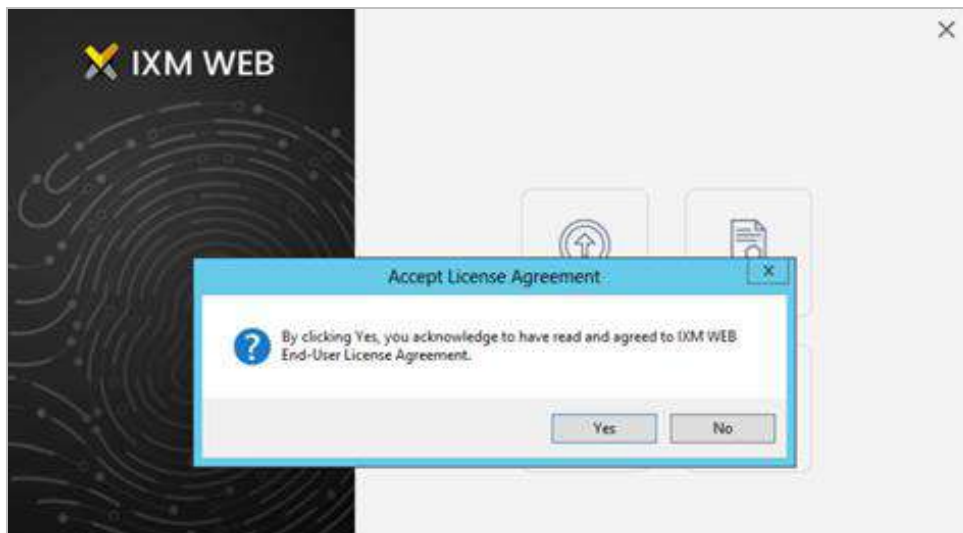 IXM WEB
Accept License Agreement
By clicking Yes, you acknowledge to have read and agreed to IXM WEB
End-User License Agreement.
Yes
No